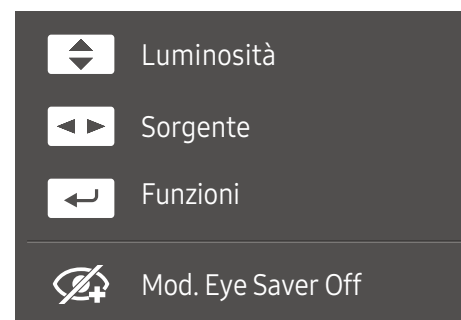 Luminosità
Sorgente
Funzioni
Mod. Eye Saver Off